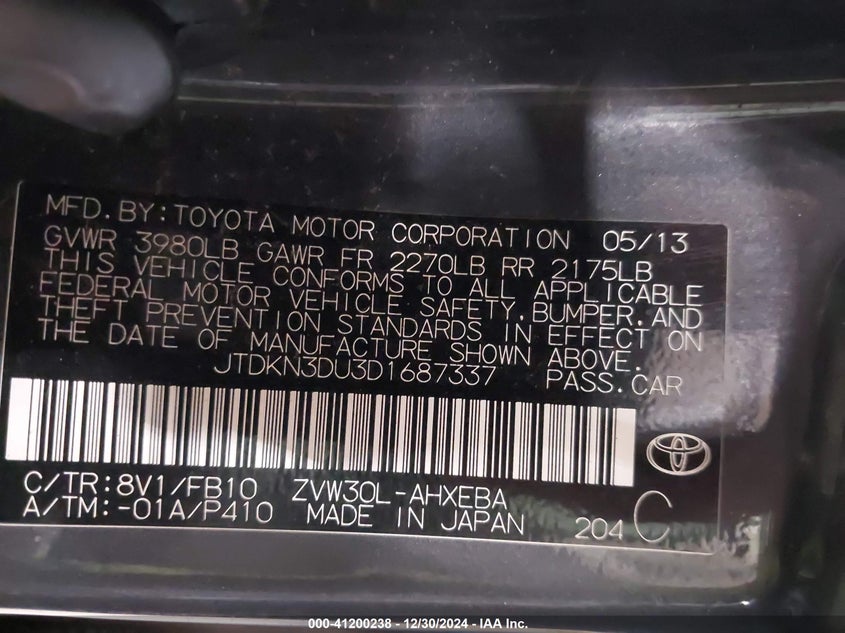 MFD. BY: TOYOTA MOTOR CORPORATION 05/13
GVWR 3980LB GAWR FR 2270LB RR 2175LB
THIS VEHICLE CONFORMS TO ALL APPLICABLE
FEDERAL MOTOR VEHICLE SAFETY, BUMPER, AND
THEFT PREVENTION STANDARDS IN EFFECT ON
THE DATE OF MANUFACTURE SHOWN ABOVE.
JTDKN3DU3D1687337 PASS. CAR
C/TR: 8V1/FB10 ZVW30L-AHXEBA
A/TM: -01A/P410 MADE IN JAPAN 204 C
000-41200238 - 12/30/2024 - IAA Inc.